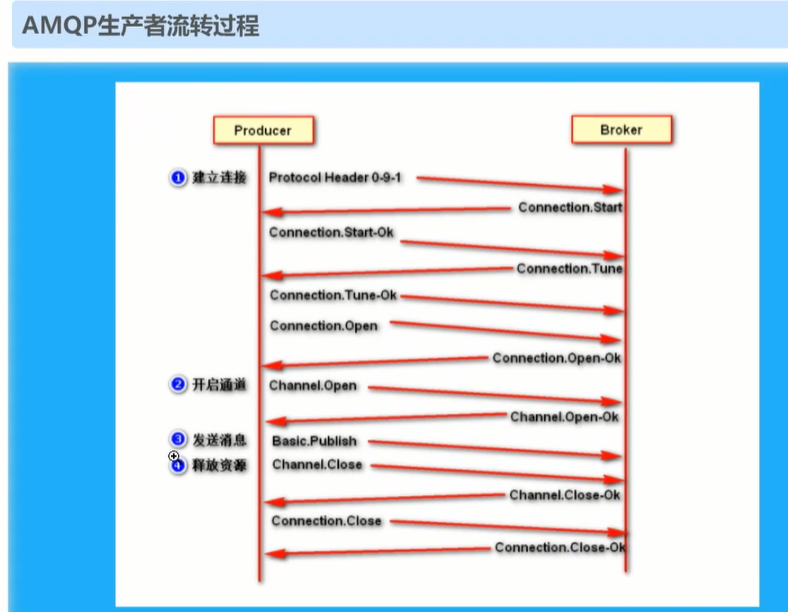 AMQP生产者流转过程
Producer
Broker
1 建立连接 Protocol Header 0-9-1
Connection.Start
Connection.Start-Ok
Connection.Tune
Connection.Tune-Ok
Connection.Open
Connection.Open-Ok
2 开启通道 Channel.Open
Channel.Open-Ok
3 发送消息 Basic.Publish
4 释放资源 Channel.Close
Channel.Close-Ok
Connection.Close
Connection.Close-Ok